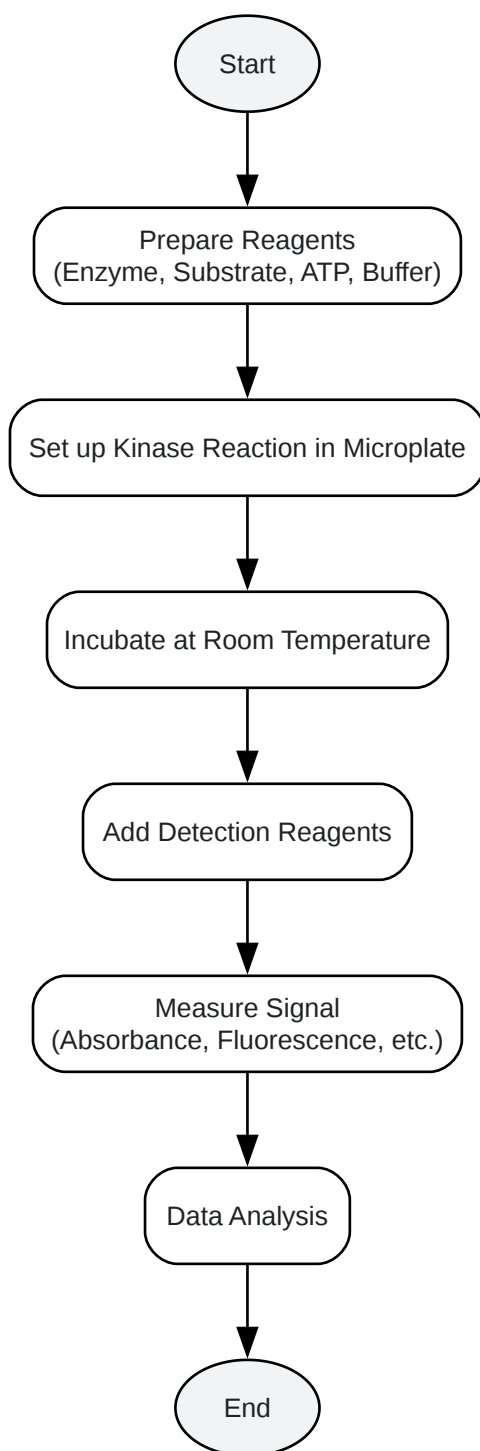 Start
Prepare Reagents
(Enzyme, Substrate, ATP, Buffer)
Set up Kinase Reaction in Microplate
Incubate at Room Temperature
Add Detection Reagents
Measure Signal
(Absorbance, Fluorescence, etc.)
Data Analysis
End